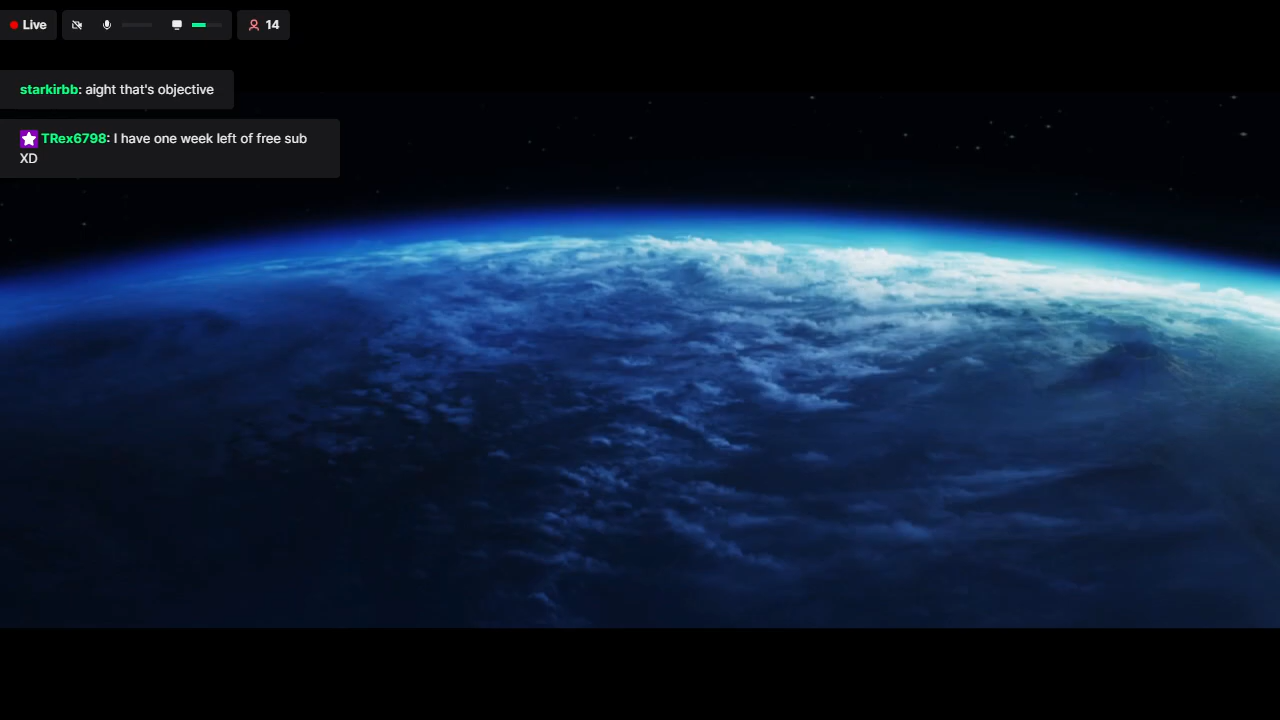 Live
14
starkirbb: aight that's objective
TRex6798: I have one week left of free sub
XD